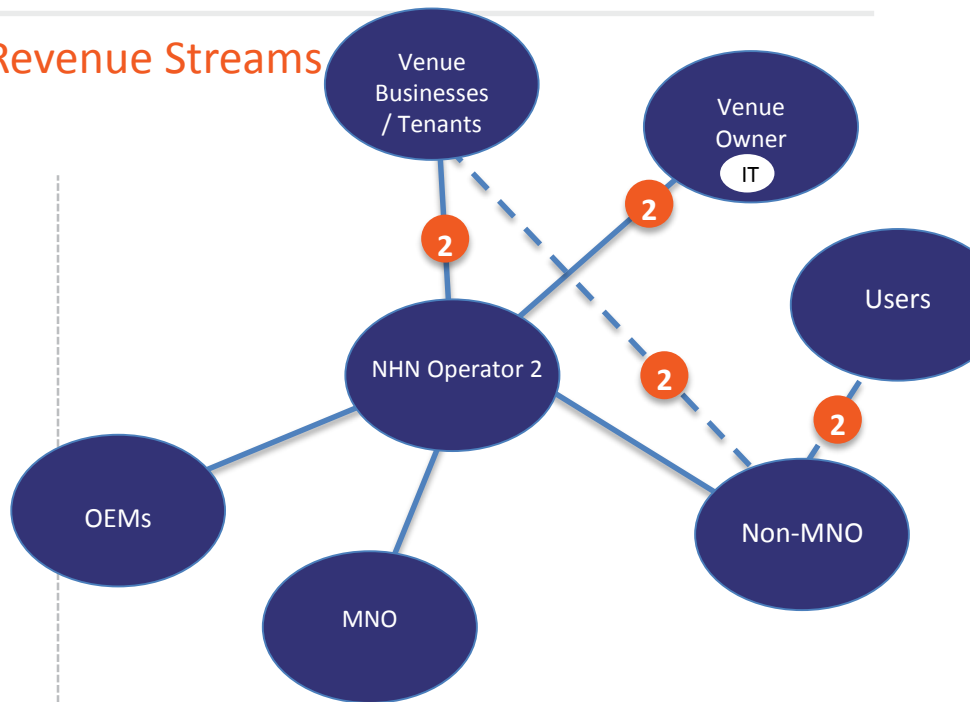 Revenue Streams
Venue
Businesses
/ Tenants
Venue
Owner
IT
2
2
Users
NHN Operator 2
2
2
OEMs
Non-MNO
MNO